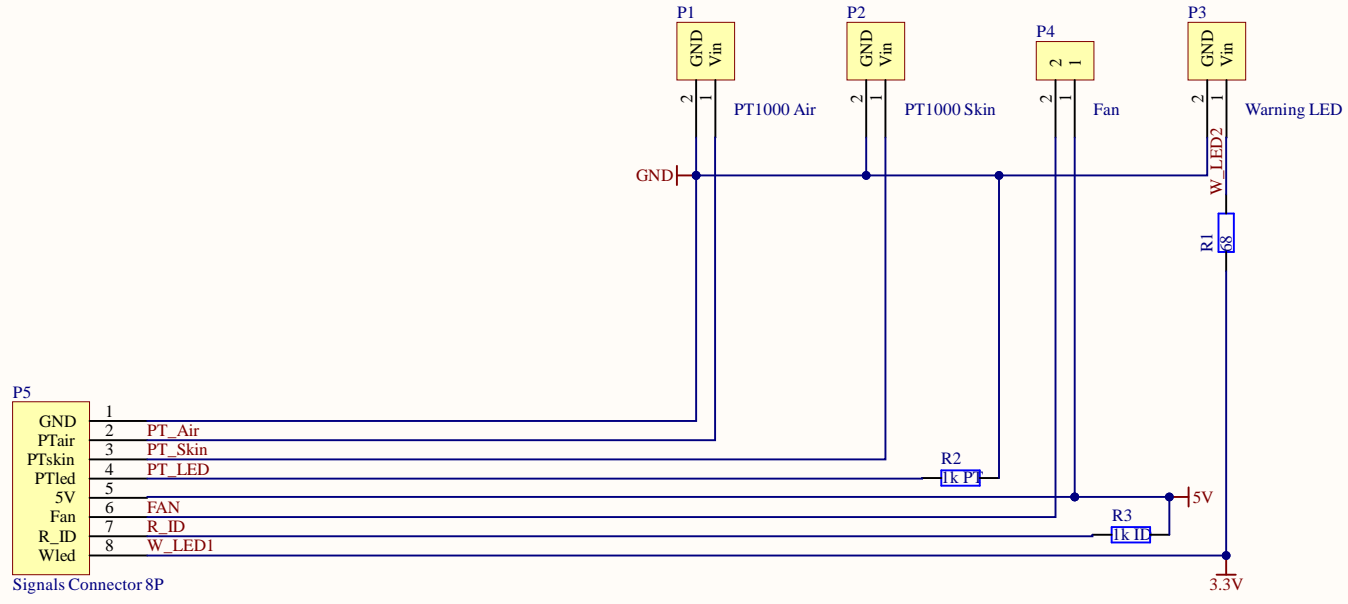 P1
P2
P4
P3
GND
Vin
GND
Vin
2
1
GND
Vin
2
1
2
1
2
1
2
1
PT1000 Air
PT1000 Skin
Fan
Warning LED
W_LED2
GND
R1
68
P5
GND
1
PTair
2
PT_Air
PTskin
3
PT_Skin
PTled
4
PT_LED
R2
1k PT
5V
5
5V
Fan
6
FAN
R_ID
7
R_ID
R3
1k ID
Wled
8
W_LED1
Signals Connector 8P
3.3V